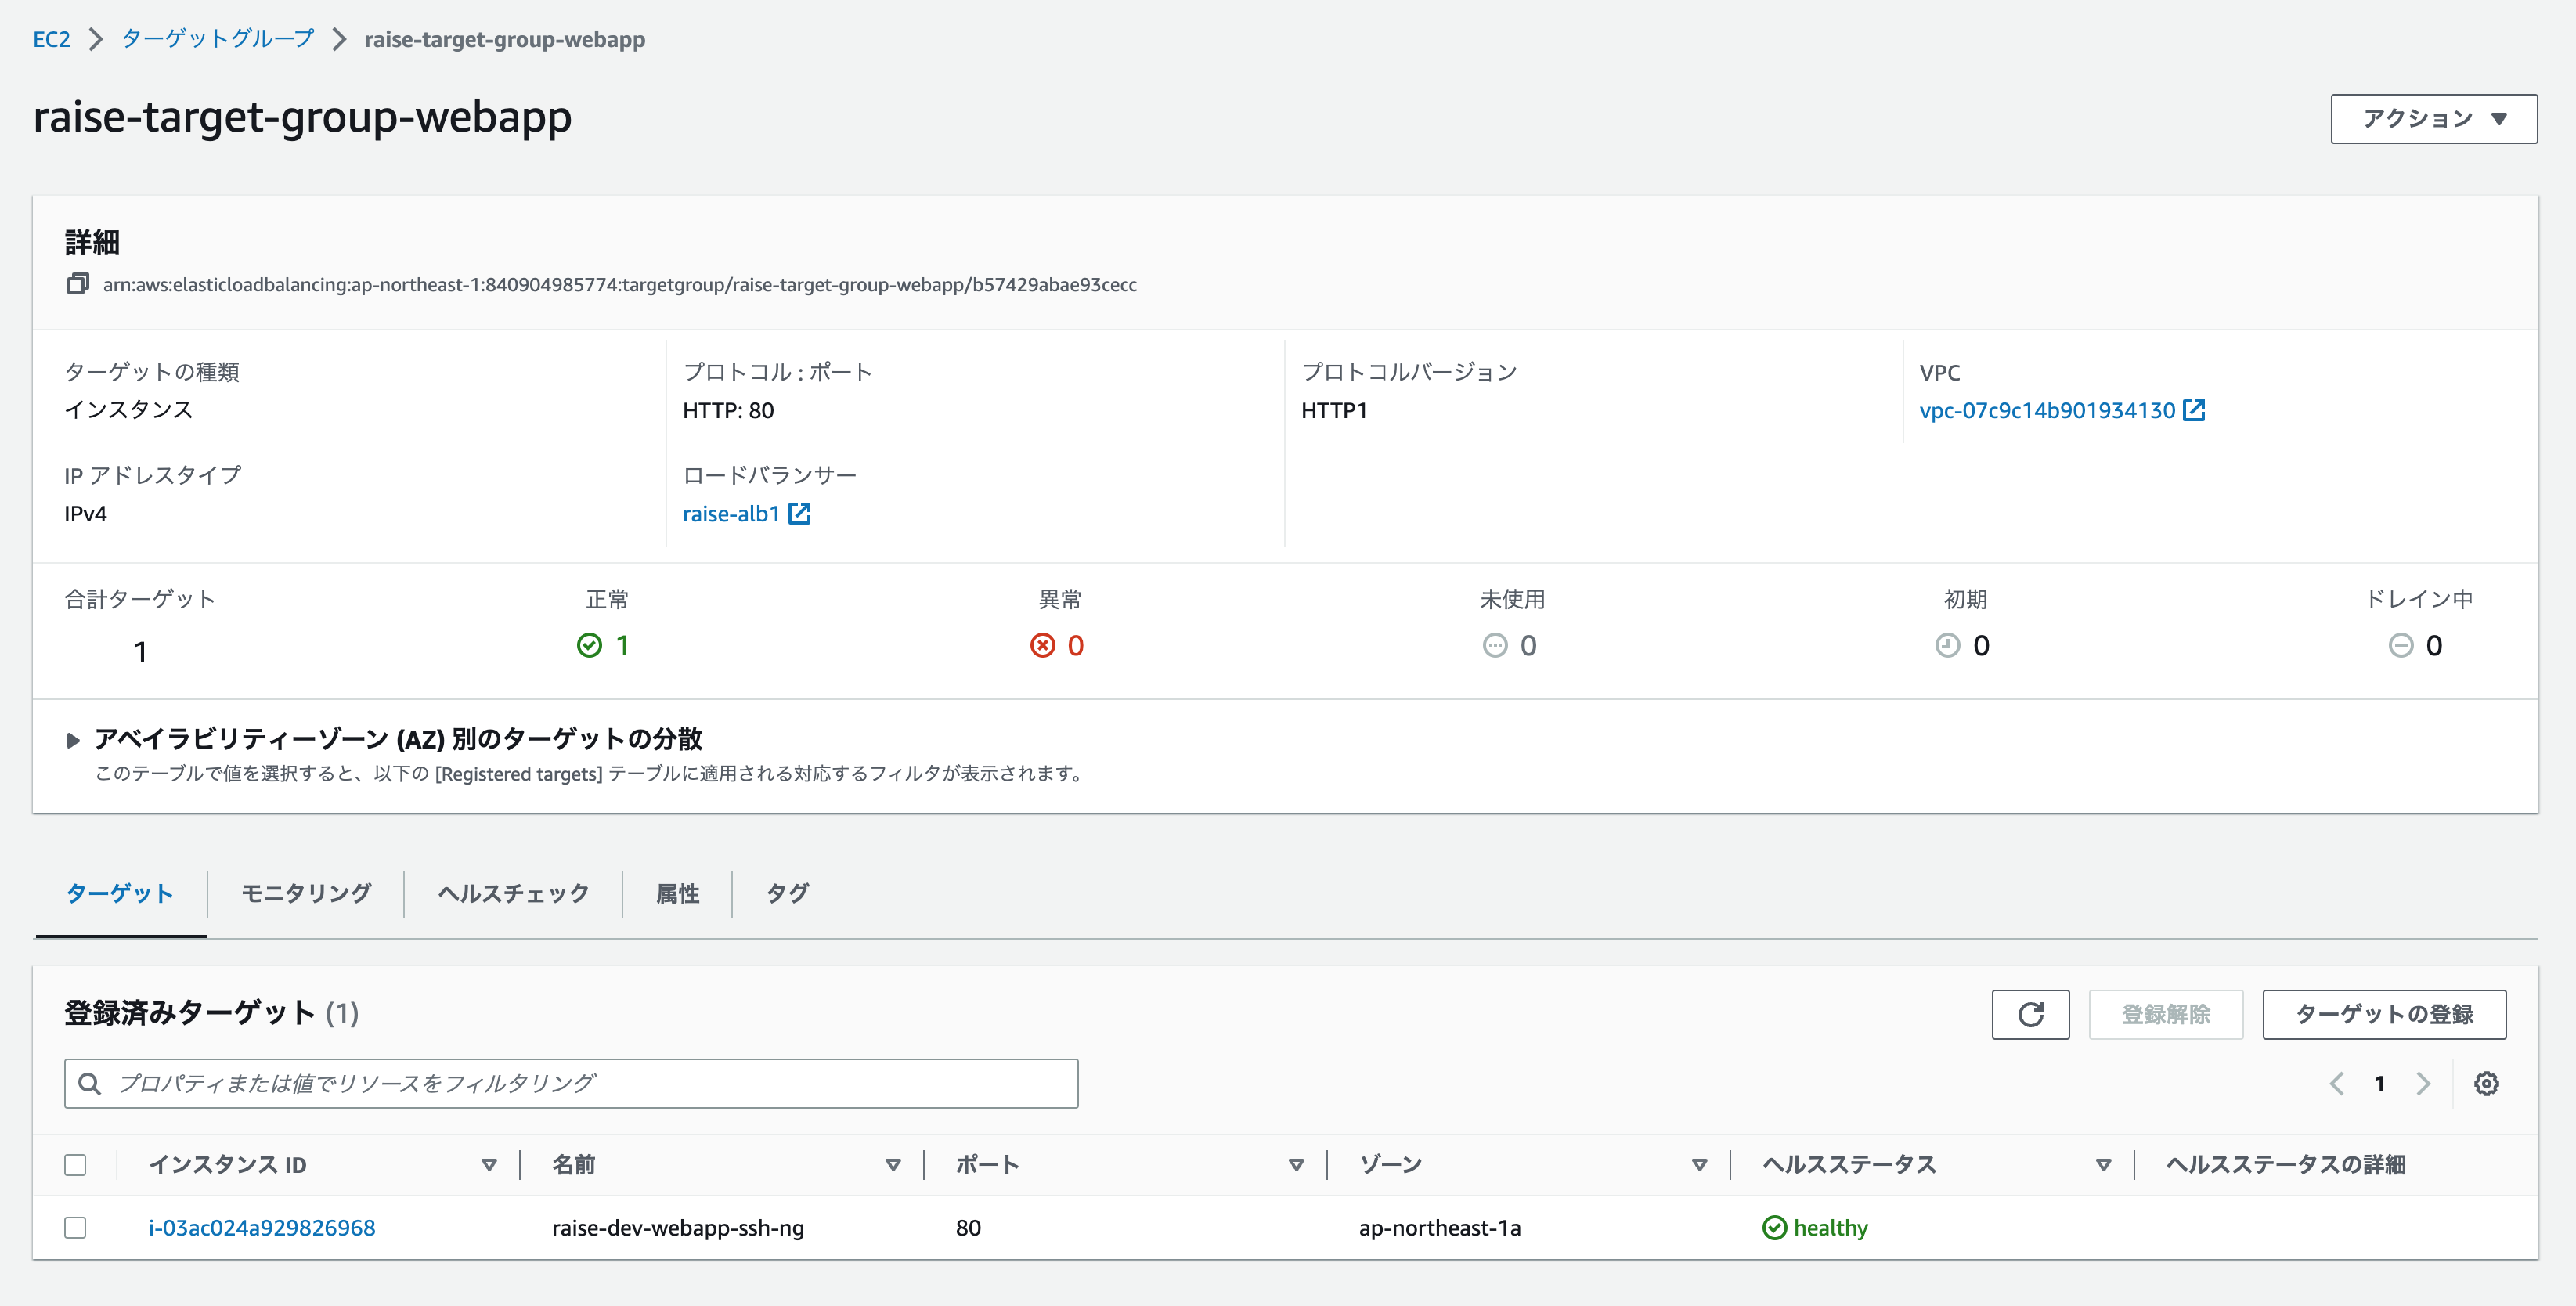 EC2 ターゲットグループ raise-target-group-webapp
raise-target-group-webapp
アクション
詳細
arn:aws:elasticloadbalancing:ap-northeast-1:840904985774:targetgroup/raise-target-group-webapp/b57429abae93cecc
ターゲットの種類 プロトコル : ポート プロトコルバージョン VPC
インスタンス HTTP: 80 HTTP1 vpc-07c9c14b901934130
IP アドレスタイプ ロードバランサー
IPv4 raise-alb1
合計ターゲット 正常 異常 未使用 初期 ドレイン中
1 1 0 0 0 0
アベイラビリティーゾーン (AZ) 別のターゲットの分散
このテーブルで値を選択すると、以下の [Registered targets] テーブルに適用される対応するフィルタが表示されます。
ターゲット モニタリング ヘルスチェック 属性 タグ
登録済みターゲット (1) 登録解除 ターゲットの登録
プロパティまたは値でリソースをフィルタリング 1
インスタンス ID 名前 ポート ゾーン ヘルスステータス ヘルスステータスの詳細
i-03ac024a929826968 raise-dev-webapp-ssh-ng 80 ap-northeast-1a healthy